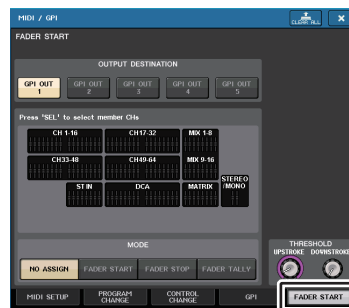 MIDI / GPI
CLEAR ALL
FADER START
OUTPUT DESTINATION
GPI OUT 1
GPI OUT 2
GPI OUT 3
GPI OUT 4
GPI OUT 5
Press 'SEL' to select member CHs
CH 1-16
CH17-32
MIX 1-8
CH33-48
CH49-64
MIX 9-16
ST IN
DCA
MATRIX
STEREO /MONO
MODE
NO ASSIGN
FADER START
FADER STOP
FADER TALLY
THRESHOLD
UPSTROKE
DOWNSTROKE
MIDI SETUP
PROGRAM CHANGE
CONTROL CHANGE
GPI
FADER START